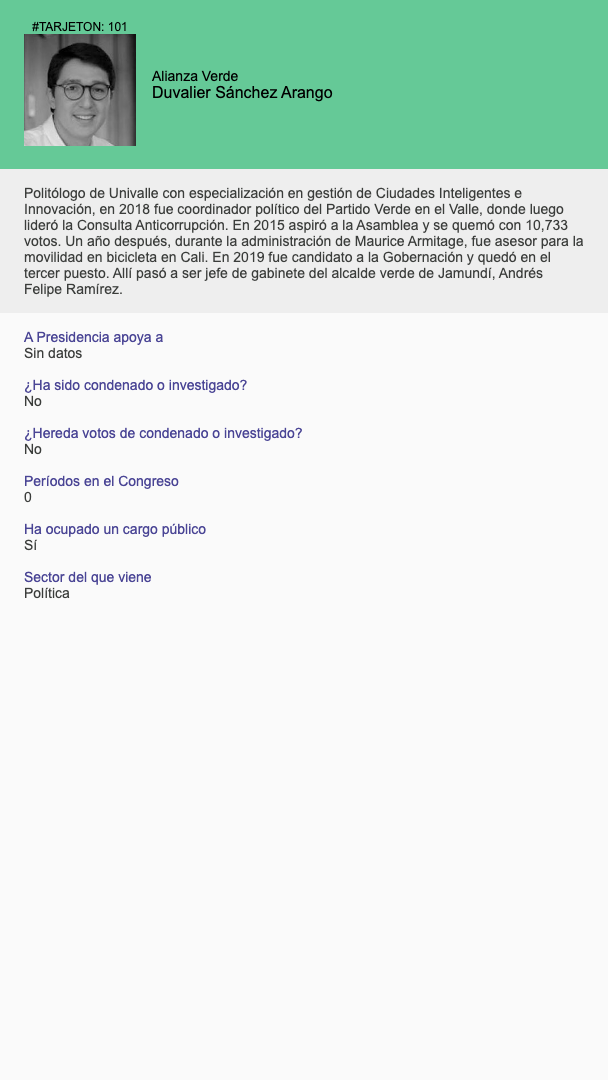 #TARJETON: 101
Alianza Verde
Duvalier Sánchez Arango
Politólogo de Univalle con especialización en gestión de Ciudades Inteligentes e
Innovación, en 2018 fue coordinador político del Partido Verde en el Valle, donde luego
lideró la Consulta Anticorrupción. En 2015 aspiró a la Asamblea y se quemó con 10,733
votos. Un año después, durante la administración de Maurice Armitage, fue asesor para la
movilidad en bicicleta en Cali. En 2019 fue candidato a la Gobernación y quedó en el
tercer puesto. Allí pasó a ser jefe de gabinete del alcalde verde de Jamundí, Andrés
Felipe Ramírez.
A Presidencia apoya a
Sin datos
¿Ha sido condenado o investigado?
No
¿Hereda votos de condenado o investigado?
No
Períodos en el Congreso
0
Ha ocupado un cargo público
Sí
Sector del que viene
Política